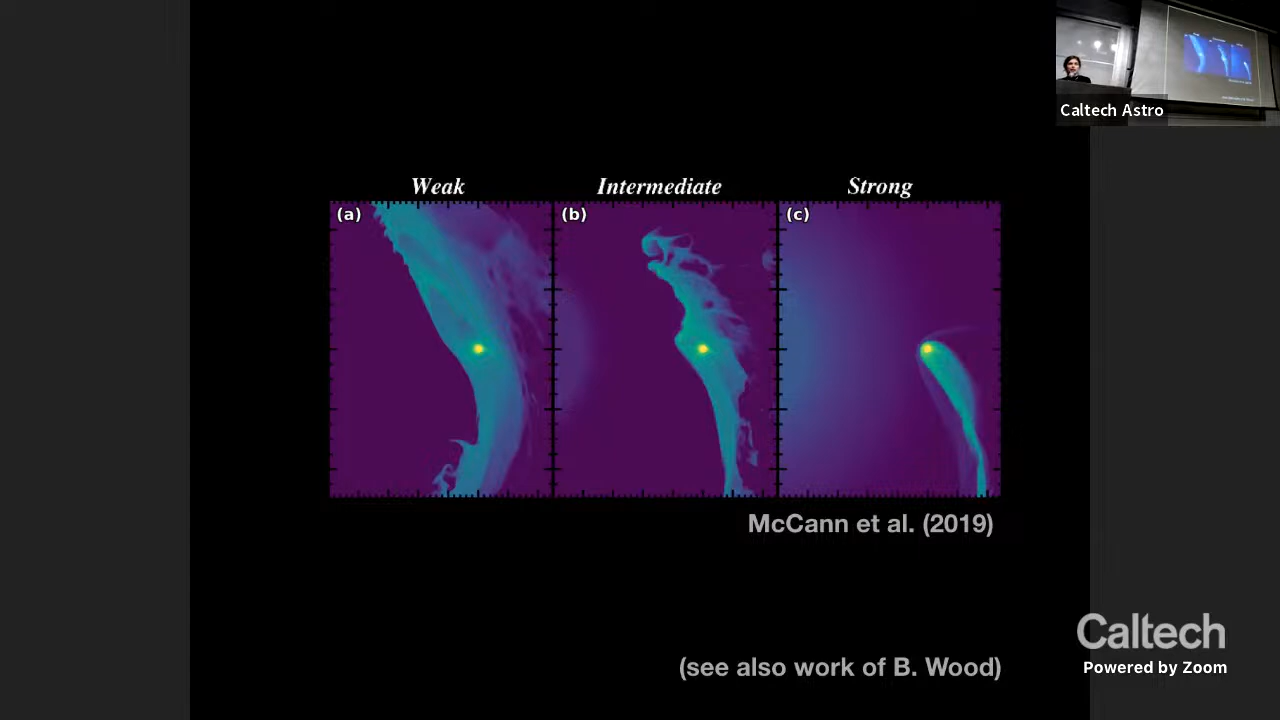 Caltech Astro
Weak Intermediate Strong
(a) (b) (c)
McCann et al. (2019)
(see also work of B. Wood)
Caltech
Powered by Zoom